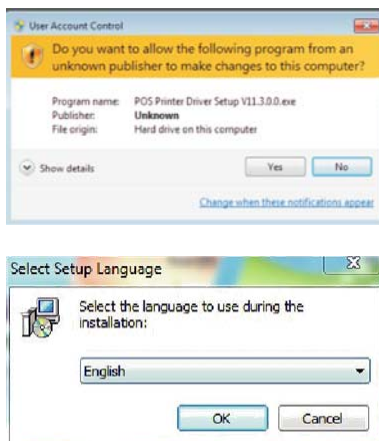 User Account Control
Do you want to allow the following program from an
unknown publisher to make changes to this computer?
Program name: POS Printer Driver Setup V11.3.0.0.exe
Publisher: Unknown
File origin: Hard drive on this computer
Show details
Yes
No
Change when these notifications appear
Select Setup Language
Select the language to use during the
installation:
English
OK
Cancel